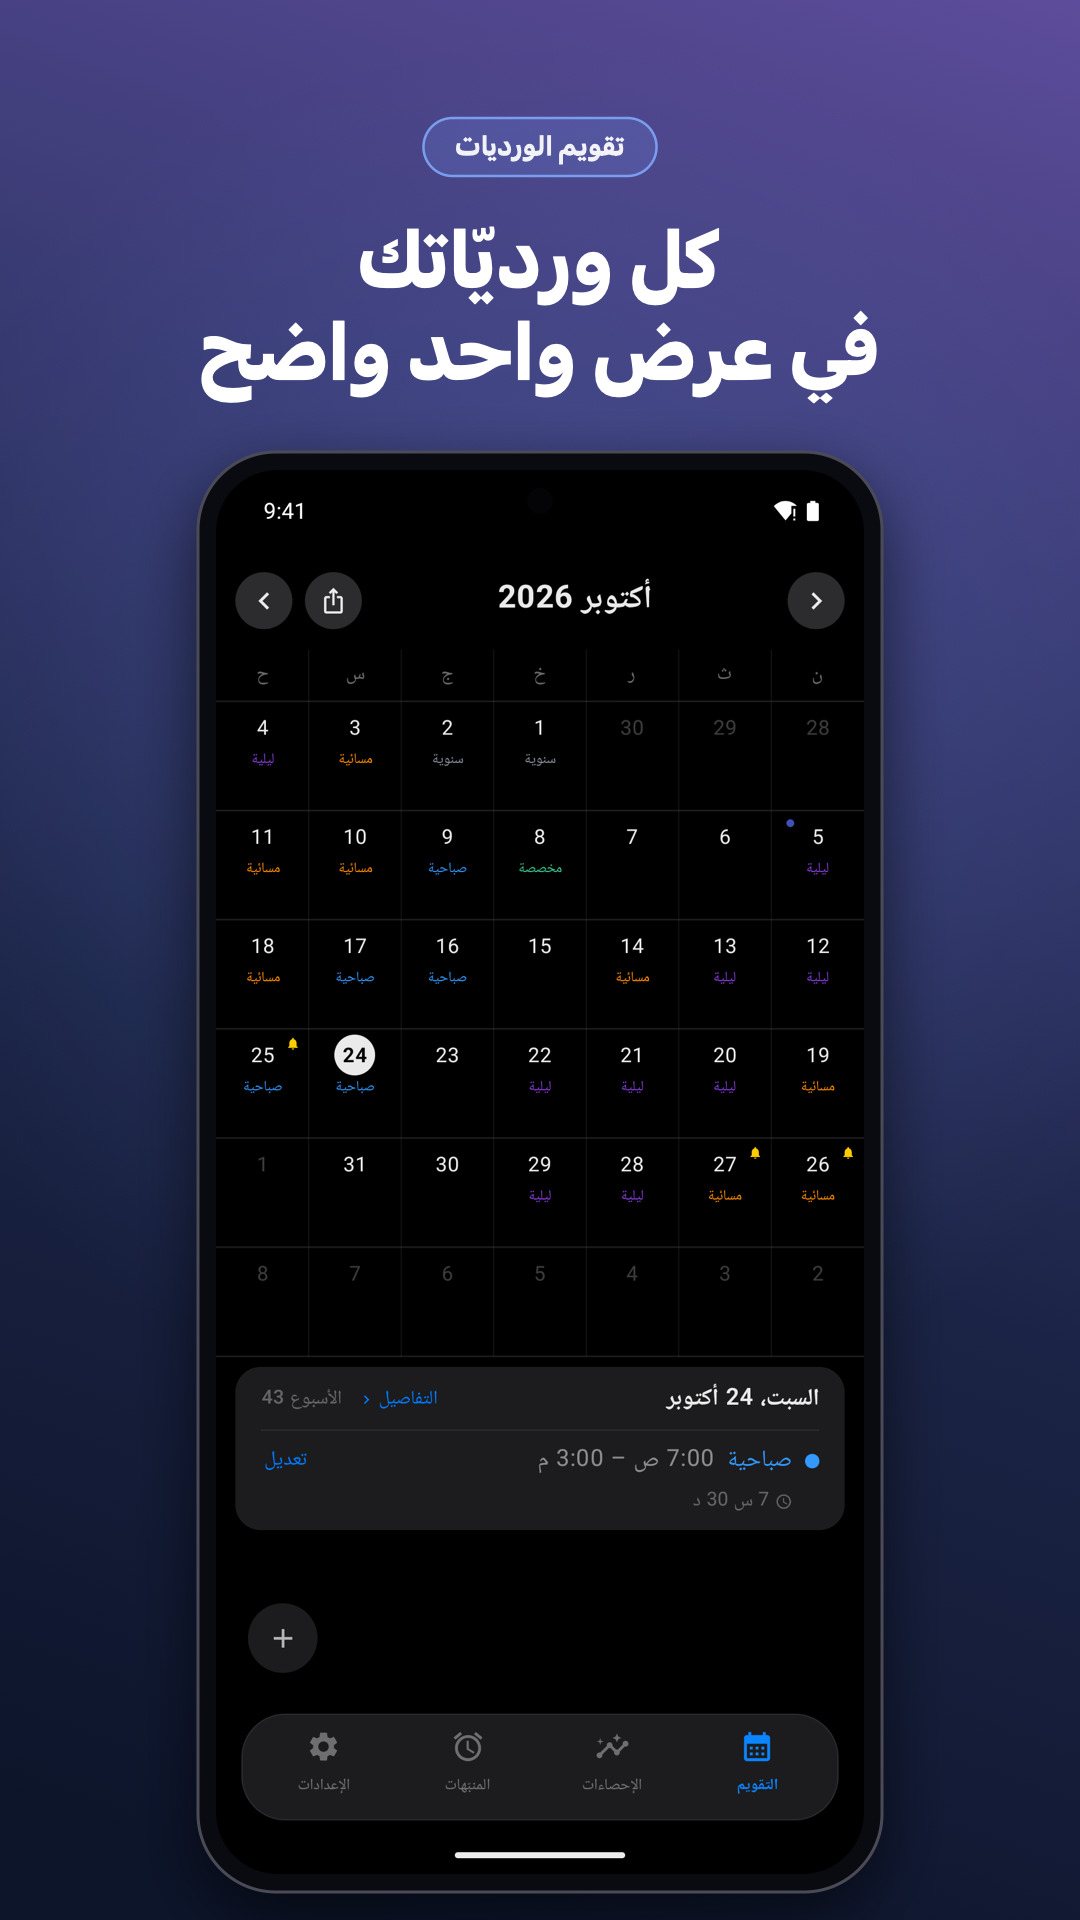 تقويم الورديات
كل ورديّاتك
في عرض واحد واضح
9:41
أكتوبر 2026
ن ث ر خ ج س ح
28 29 30 1 2 3 4
سنوية سنوية مسائية ليلية
5 6 7 8 9 10 11
ليلية مخصصة صباحية مسائية مسائية
12 13 14 15 16 17 18
ليلية ليلية مسائية صباحية صباحية مسائية
19 20 21 22 23 24 25
مسائية ليلية ليلية ليلية صباحية صباحية
26 27 28 29 30 31 1
مسائية مسائية ليلية ليلية
2 3 4 5 6 7 8
السبت، 24 أكتوبر التفاصيل الأسبوع 43
صباحية 7:00 ص – 3:00 م تعديل
7 س 30 د
التقويم الإحصاءات المنبّهات الإعدادات